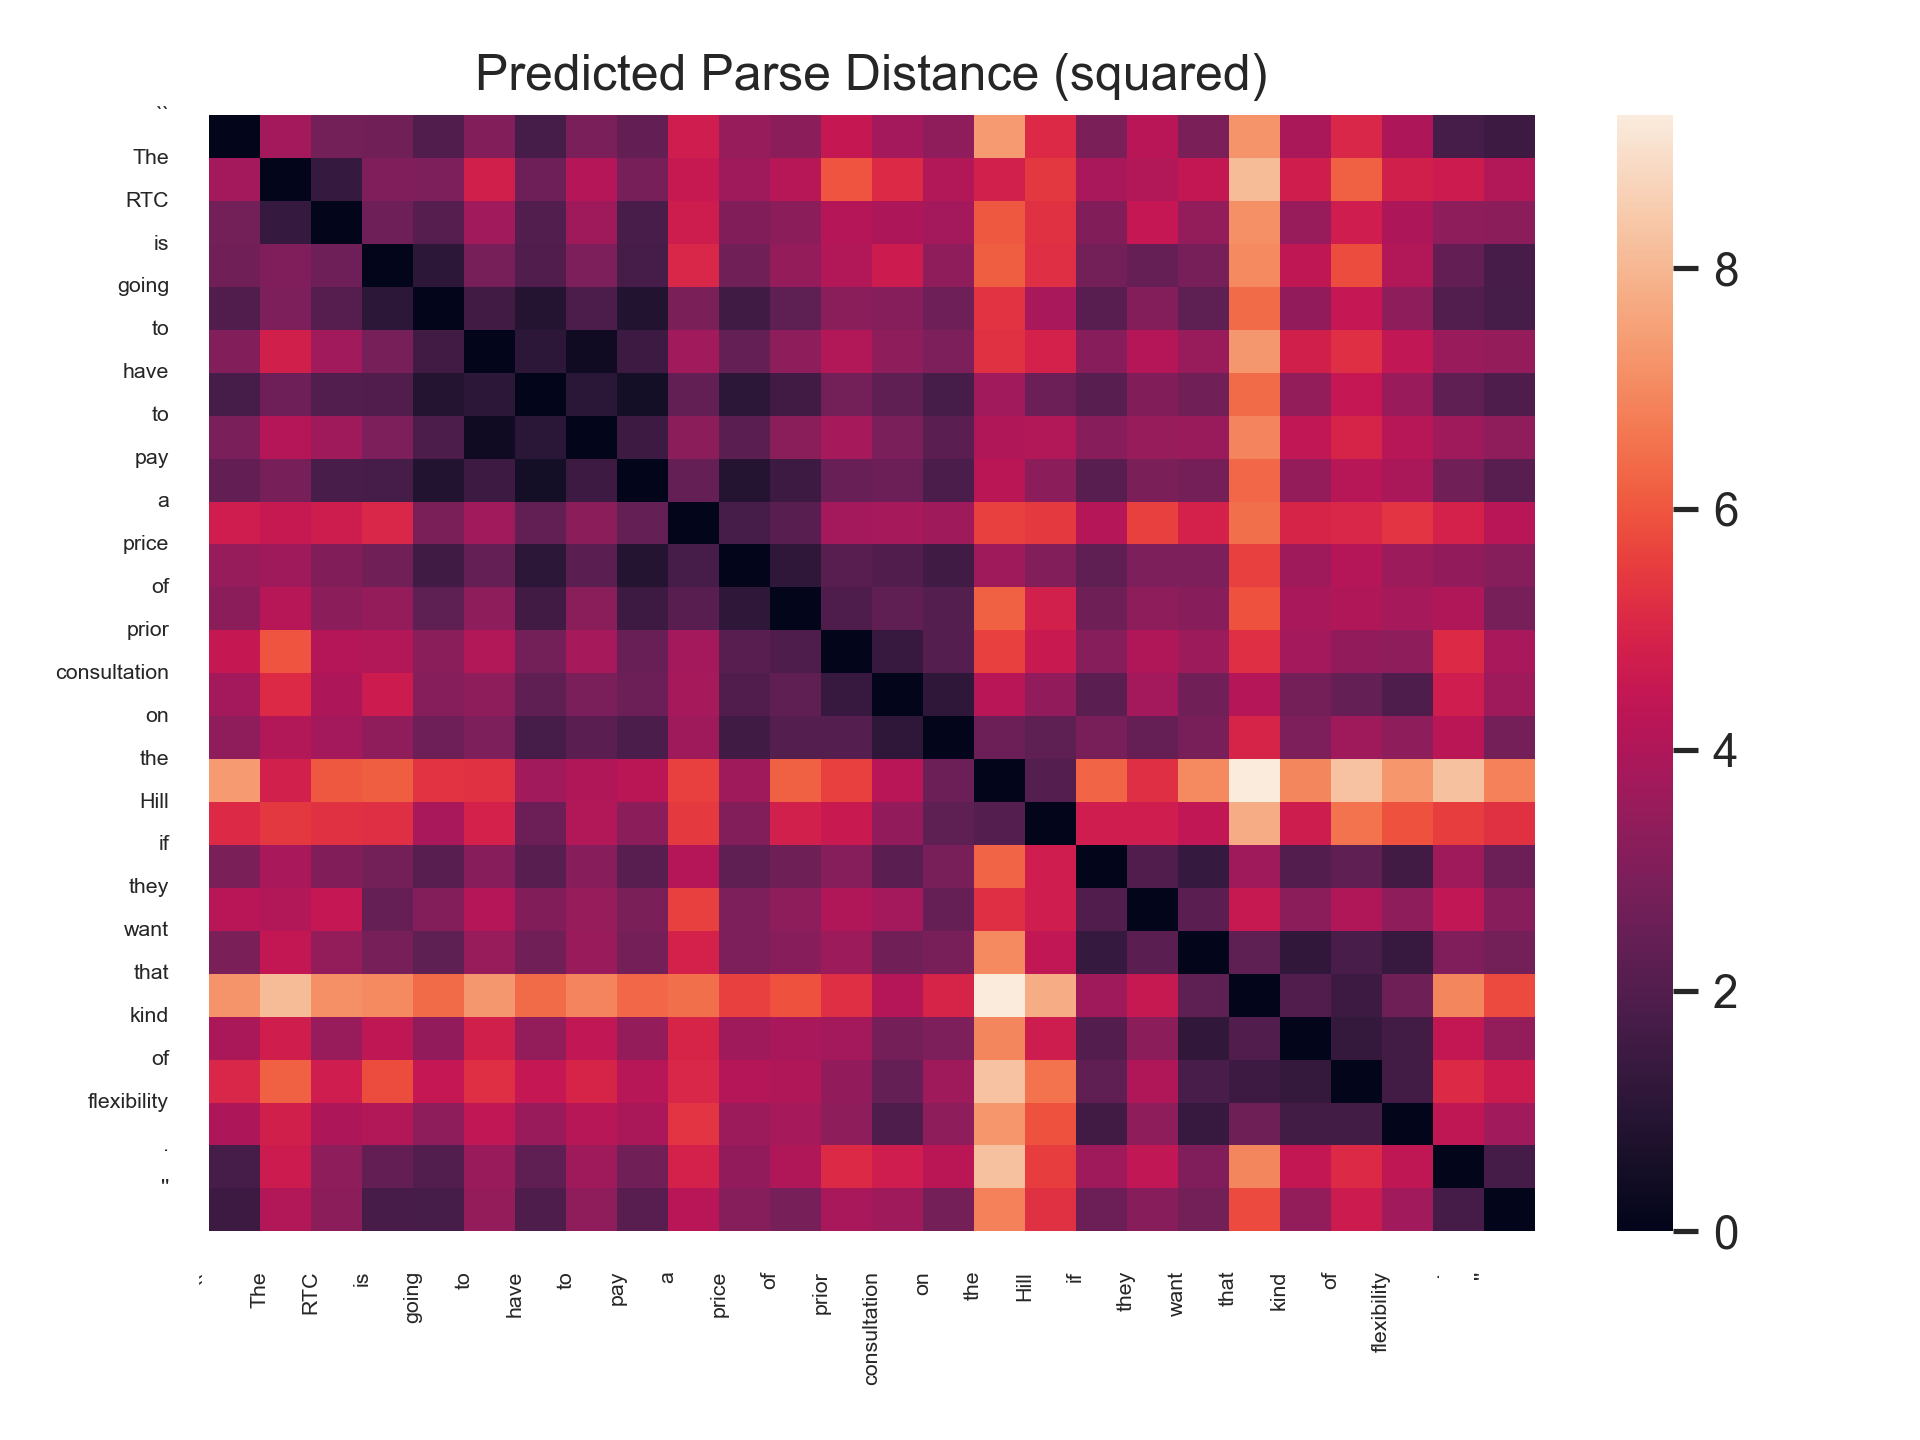 Predicted Parse Distance (squared)
``
The
RTC
is
going
to
have
to
pay
a
price
of
prior
consultation
on
the
Hill
if
they
want
that
kind
of
flexibility
.
"
8
6
4
2
0
`` The RTC is going to have to pay a price of prior consultation on the Hill if they want that kind of flexibility . "